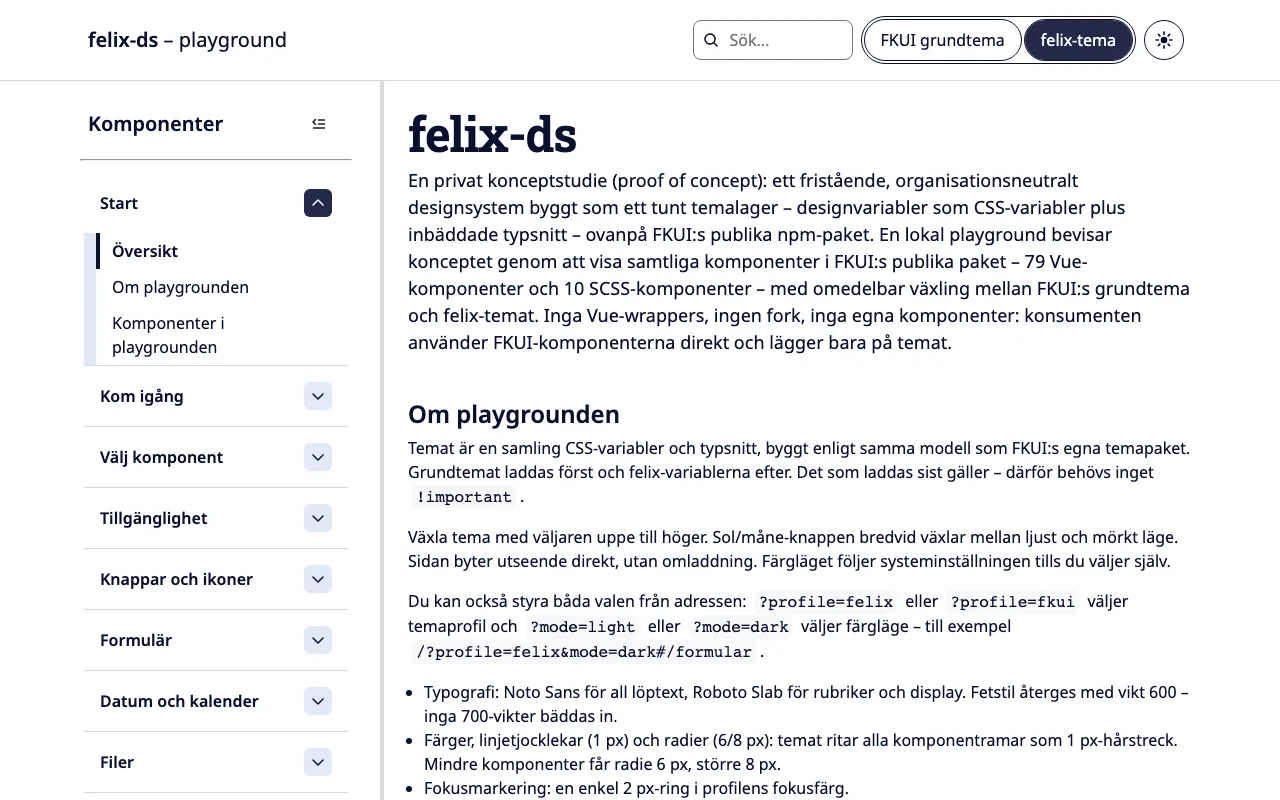 felix-ds – playground
Sök...
FKUI grundtema
felix-tema
Komponenter
Start
Översikt
Om playgrounden
Komponenter i
playgrounden
Kom igång
Välj komponent
Tillgänglighet
Knappar och ikoner
Formulär
Datum och kalender
Filer
felix-ds
En privat konceptstudie (proof of concept): ett fristående, organisationsneutralt
designsystem byggt som ett tunt temalager – designvariabler som CSS-variabler plus
inbäddade typsnitt – ovanpå FKUI:s publika npm-paket. En lokal playground bevisar
konceptet genom att visa samtliga komponenter i FKUI:s publika paket – 79 Vue-
komponenter och 10 SCSS-komponenter – med omedelbar växling mellan FKUI:s grundtema
och felix-temat. Inga Vue-wrappers, ingen fork, inga egna komponenter: konsumenten
använder FKUI-komponenterna direkt och lägger bara på temat.
Om playgrounden
Temat är en samling CSS-variabler och typsnitt, byggt enligt samma modell som FKUI:s egna temapaket.
Grundtemat laddas först och felix-variablerna efter. Det som laddas sist gäller – därför behövs inget
!important .
Växla tema med väljaren uppe till höger. Sol/måne-knappen bredvid växlar mellan ljust och mörkt läge.
Sidan byter utseende direkt, utan omladdning. Färgläget följer systeminställningen tills du väljer själv.
Du kan också styra båda valen från adressen: ?profile=felix eller ?profile=fkui väljer
temaprofil och ?mode=light eller ?mode=dark väljer färgläge – till exempel
/?profile=felix&mode=dark#/formular .
Typografi: Noto Sans för all löptext, Roboto Slab för rubriker och display. Fetstil återges med vikt 600 –
inga 700-vikter bäddas in.
Färger, linjetjocklekar (1 px) och radier (6/8 px): temat ritar alla komponentramar som 1 px-hårstreck.
Mindre komponenter får radie 6 px, större 8 px.
Fokusmarkering: en enkel 2 px-ring i profilens fokusfärg.